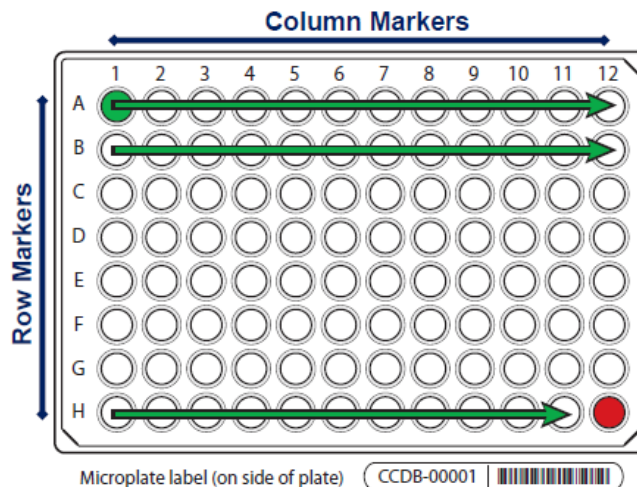 Column Markers
1 2 3 4 5 6 7 8 9 10 11 12
Row Markers
A
B
C
D
E
F
G
H
Microplate label (on side of plate) CCDB-00001